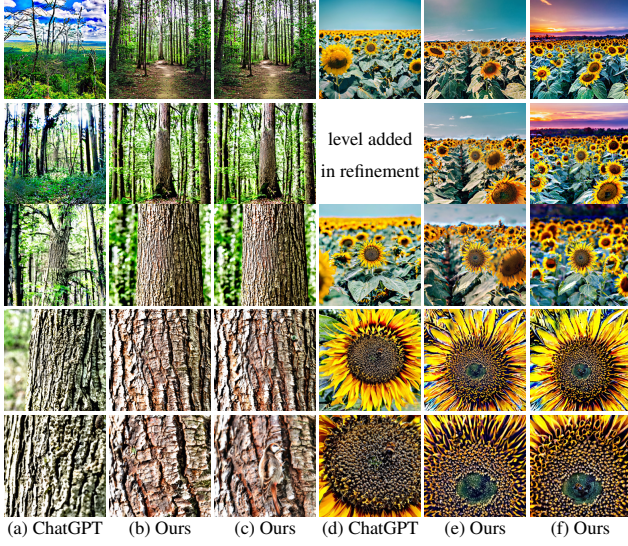 level added
in refinement
(a) ChatGPT (b) Ours (c) Ours (d) ChatGPT (e) Ours (f) Ours